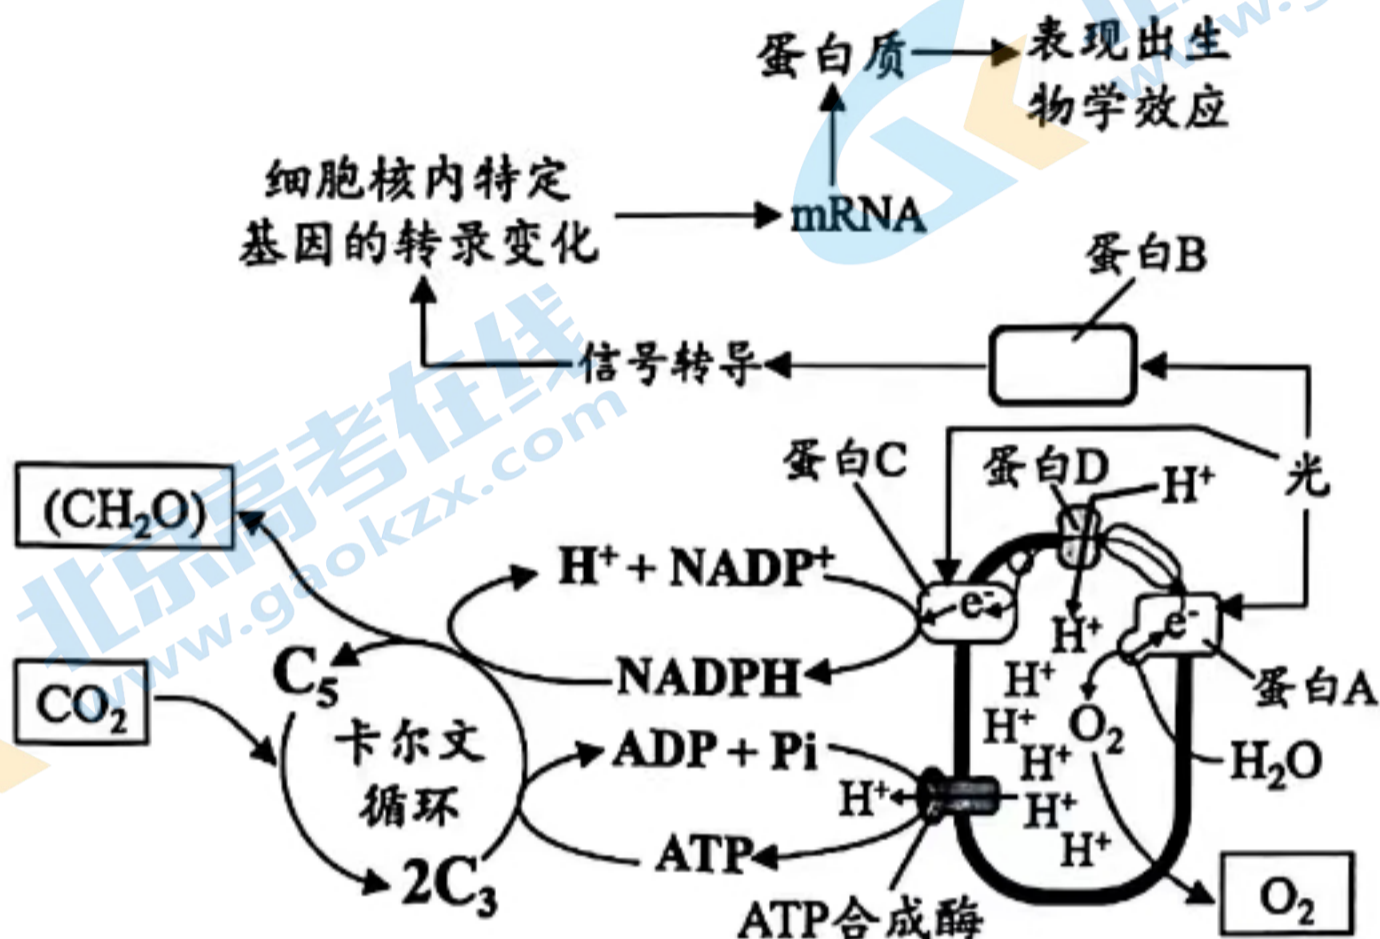 蛋白质
表现出生
物学效应
细胞核内特定
基因的转录变化
mRNA
蛋白B
信号转导
光
蛋白C
蛋白D
H⁺
(CH₂O)
H⁺ + NADP⁺
e⁻
H⁺
e⁻
C₅
NADPH
H⁺
蛋白A
CO₂
卡尔文
循环
ADP + Pi
H⁺
O₂
H⁺
H₂O
H⁺
H⁺
2C₃
ATP
H⁺
O₂
ATP合成酶
北京高考在线
www.gaokzx.com